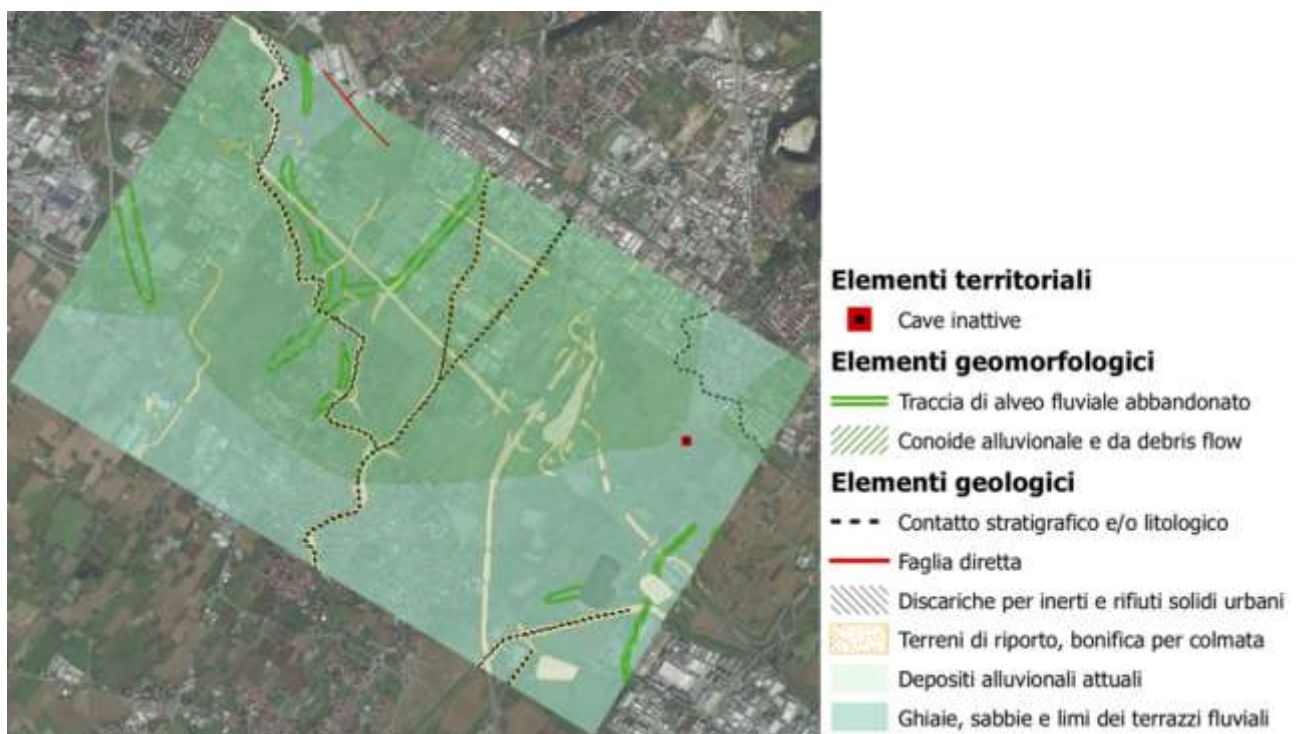 Elementi territoriali
Cave inattive
Elementi geomorfologici
Traccia di alveo fluviale abbandonato
Conoide alluvionale e da debris flow
Elementi geologici
Contatto stratigrafico e/o litologico
Faglia diretta
Discariche per inerti e rifiuti solidi urbani
Terreni di riporto, bonifica per colmata
Depositi alluvionali attuali
Ghiaie, sabbie e limi dei terrazzi fluviali